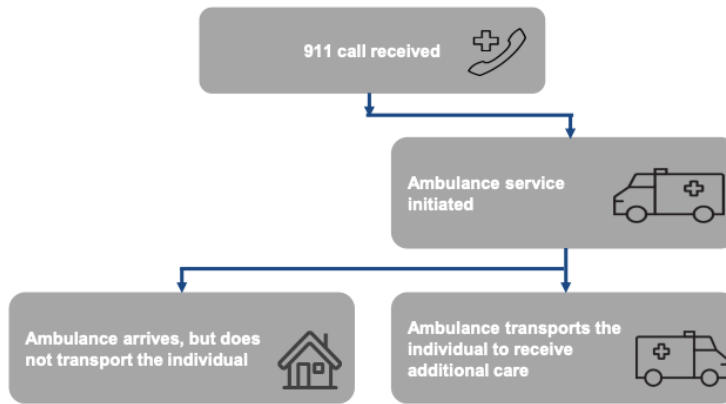 911 call received
Ambulance service
initiated
Ambulance arrives, but does
not transport the individual
Ambulance transports the
individual to receive
additional care